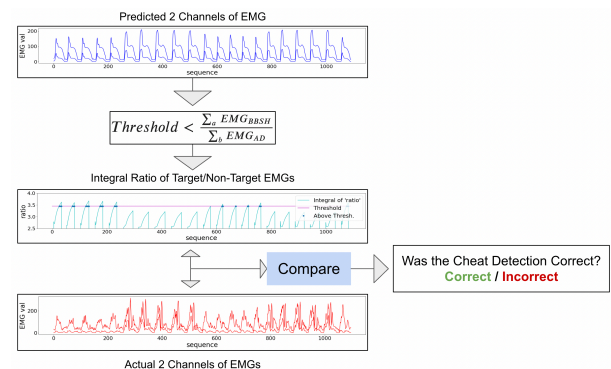 Predicted 2 Channels of EMG
EMG val
200
100
0
0 200 400 600 800 1000
sequence
Threshold < ∑a EMG_BBSH / ∑b EMG_AD
Integral Ratio of Target/Non-Target EMGs
ratio
4.0
3.5
3.0
2.5
Integral of 'ratio'
Threshold
Above Thresh.
0 200 400 600 800 1000
sequence
Compare
Was the Cheat Detection Correct?
Correct / Incorrect
EMG val
200
0
0 200 400 600 800 1000
sequence
Actual 2 Channels of EMGs